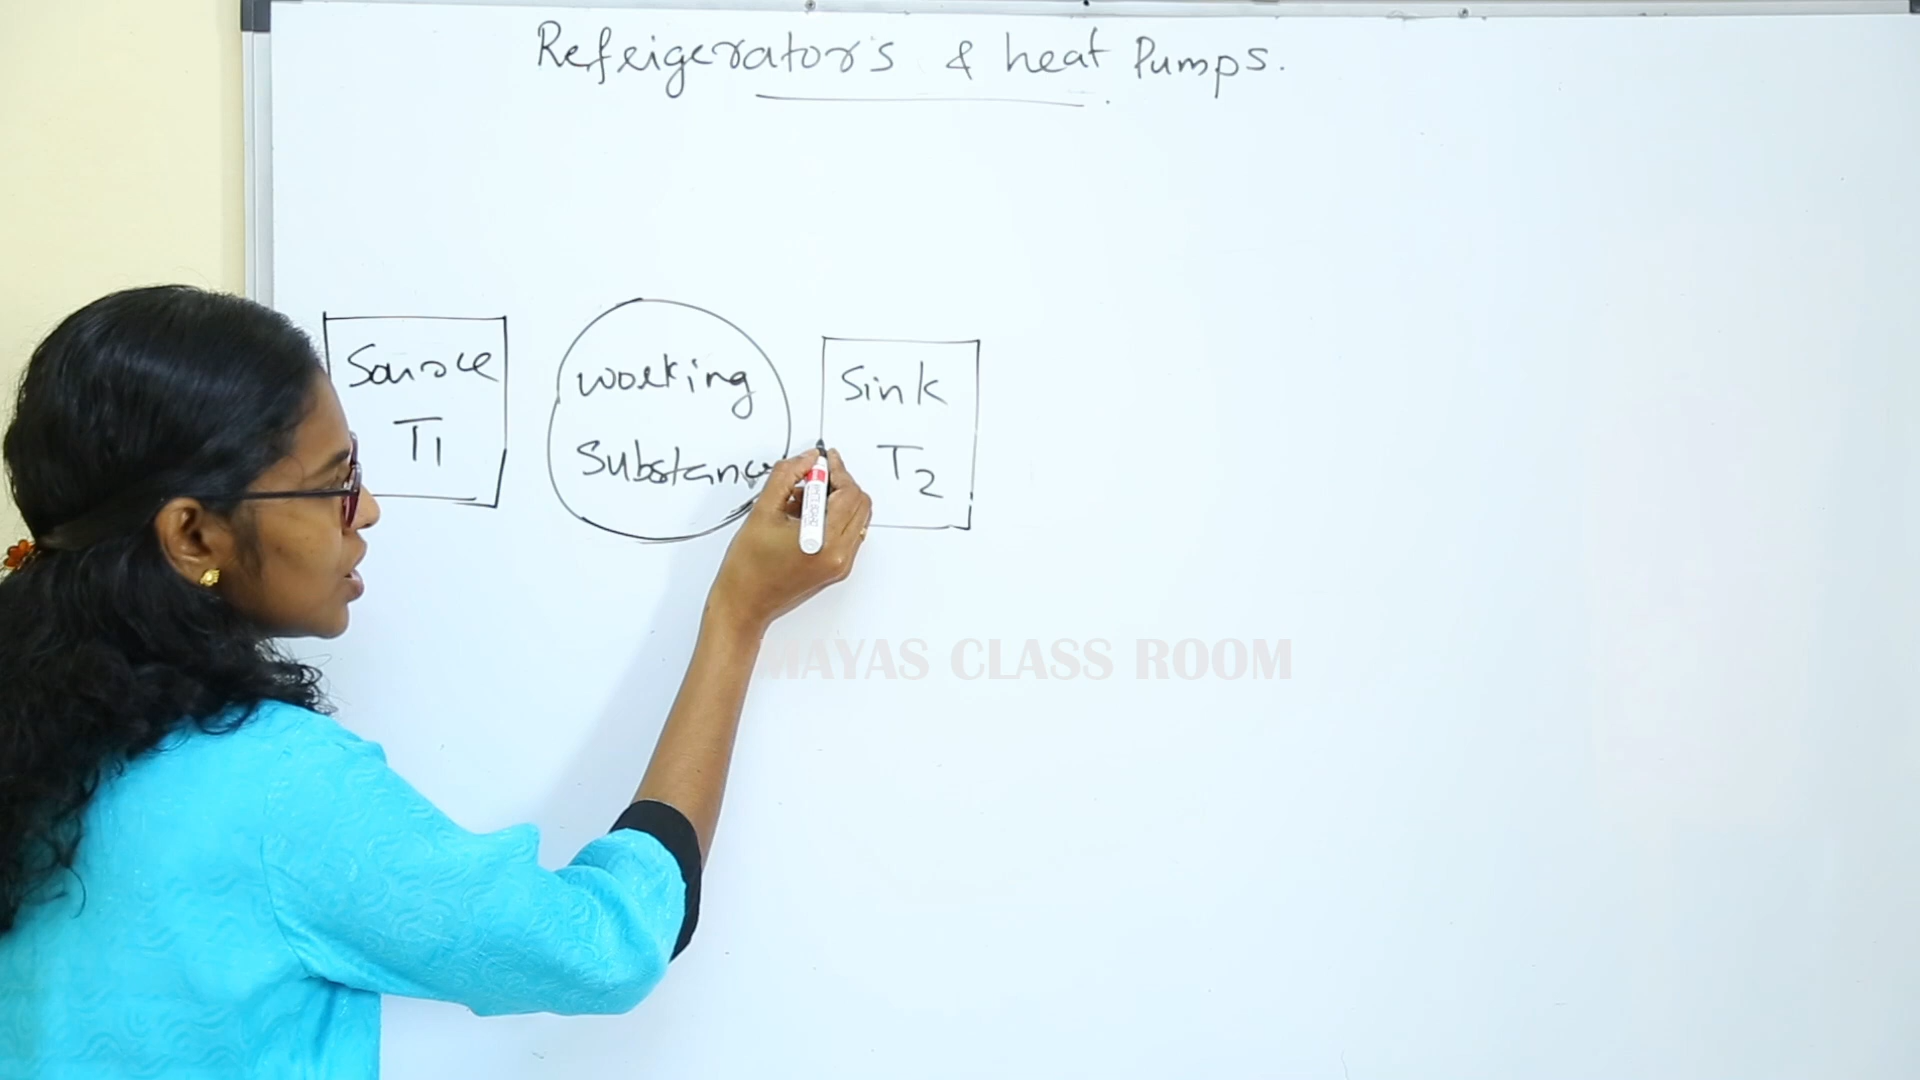 Refrigerators & heat Pumps.
Source
T1
Working
Substance
Sink
T2
MAYAS CLASS ROOM